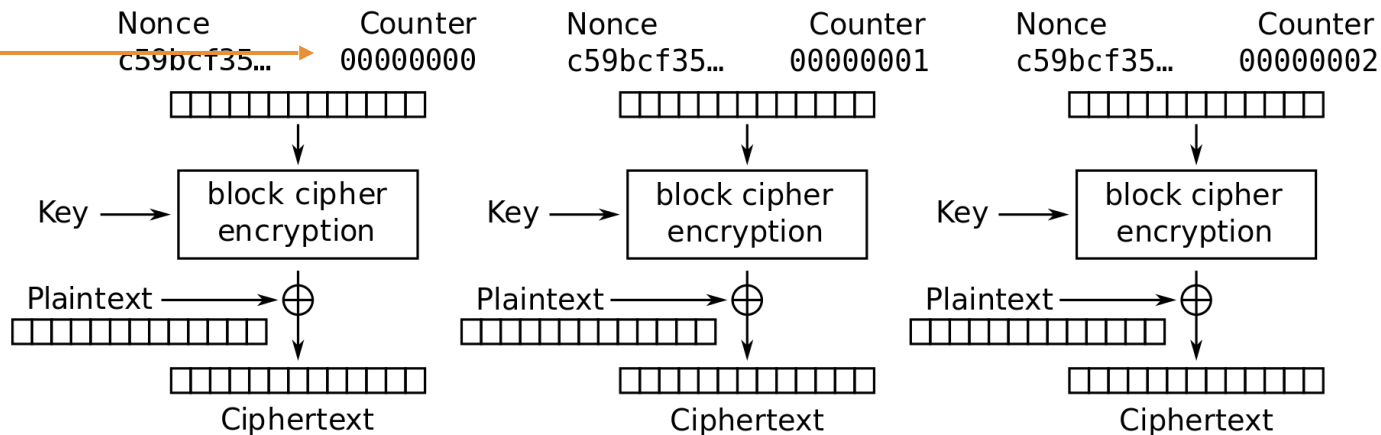 Nonce Counter Nonce Counter Nonce Counter
c59bcf35… 00000000 c59bcf35… 00000001 c59bcf35… 00000002
block cipher block cipher block cipher
Key Key Key
encryption encryption encryption
Plaintext Plaintext Plaintext
Ciphertext Ciphertext Ciphertext